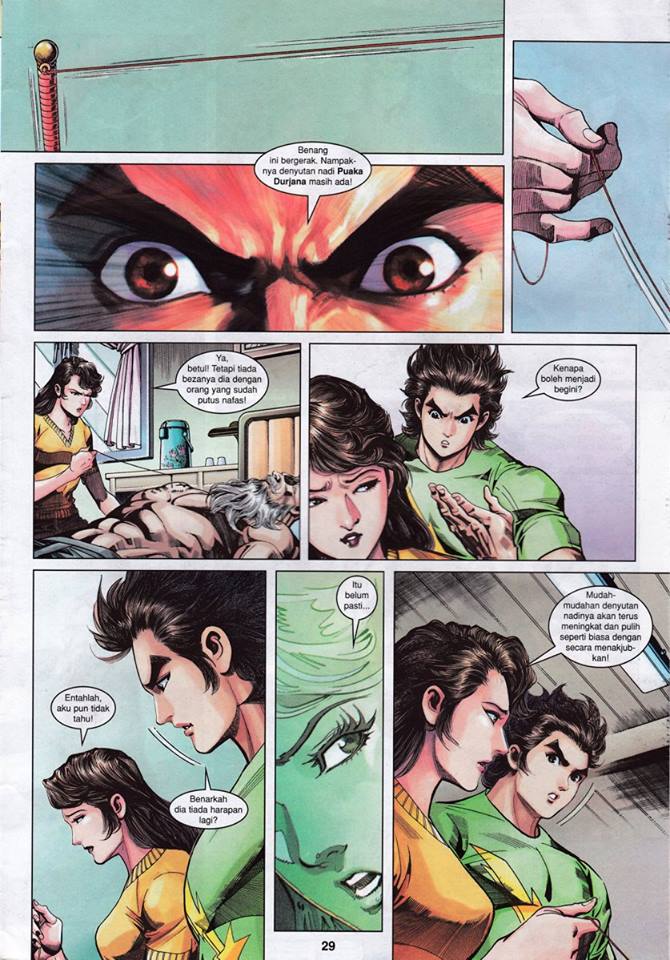 Benang
ini bergerak. Nampak-
nya denyutan nadi Puaka
Durjana masih ada!
Ya,
betul! Tetapi tiada
bezanya dia dengan
orang yang sudah
putus nafas!
Kenapa
boleh menjadi
begini?
Entahlah,
aku pun tidak
tahu!
Benarkah
dia tiada harapan
lagi?
Itu
belum
pasti...
Mudah-
mudahan denyutan
nadinya akan terus
meningkat dan pulih
seperti biasa dengan
secara menakjub-
kan!
29